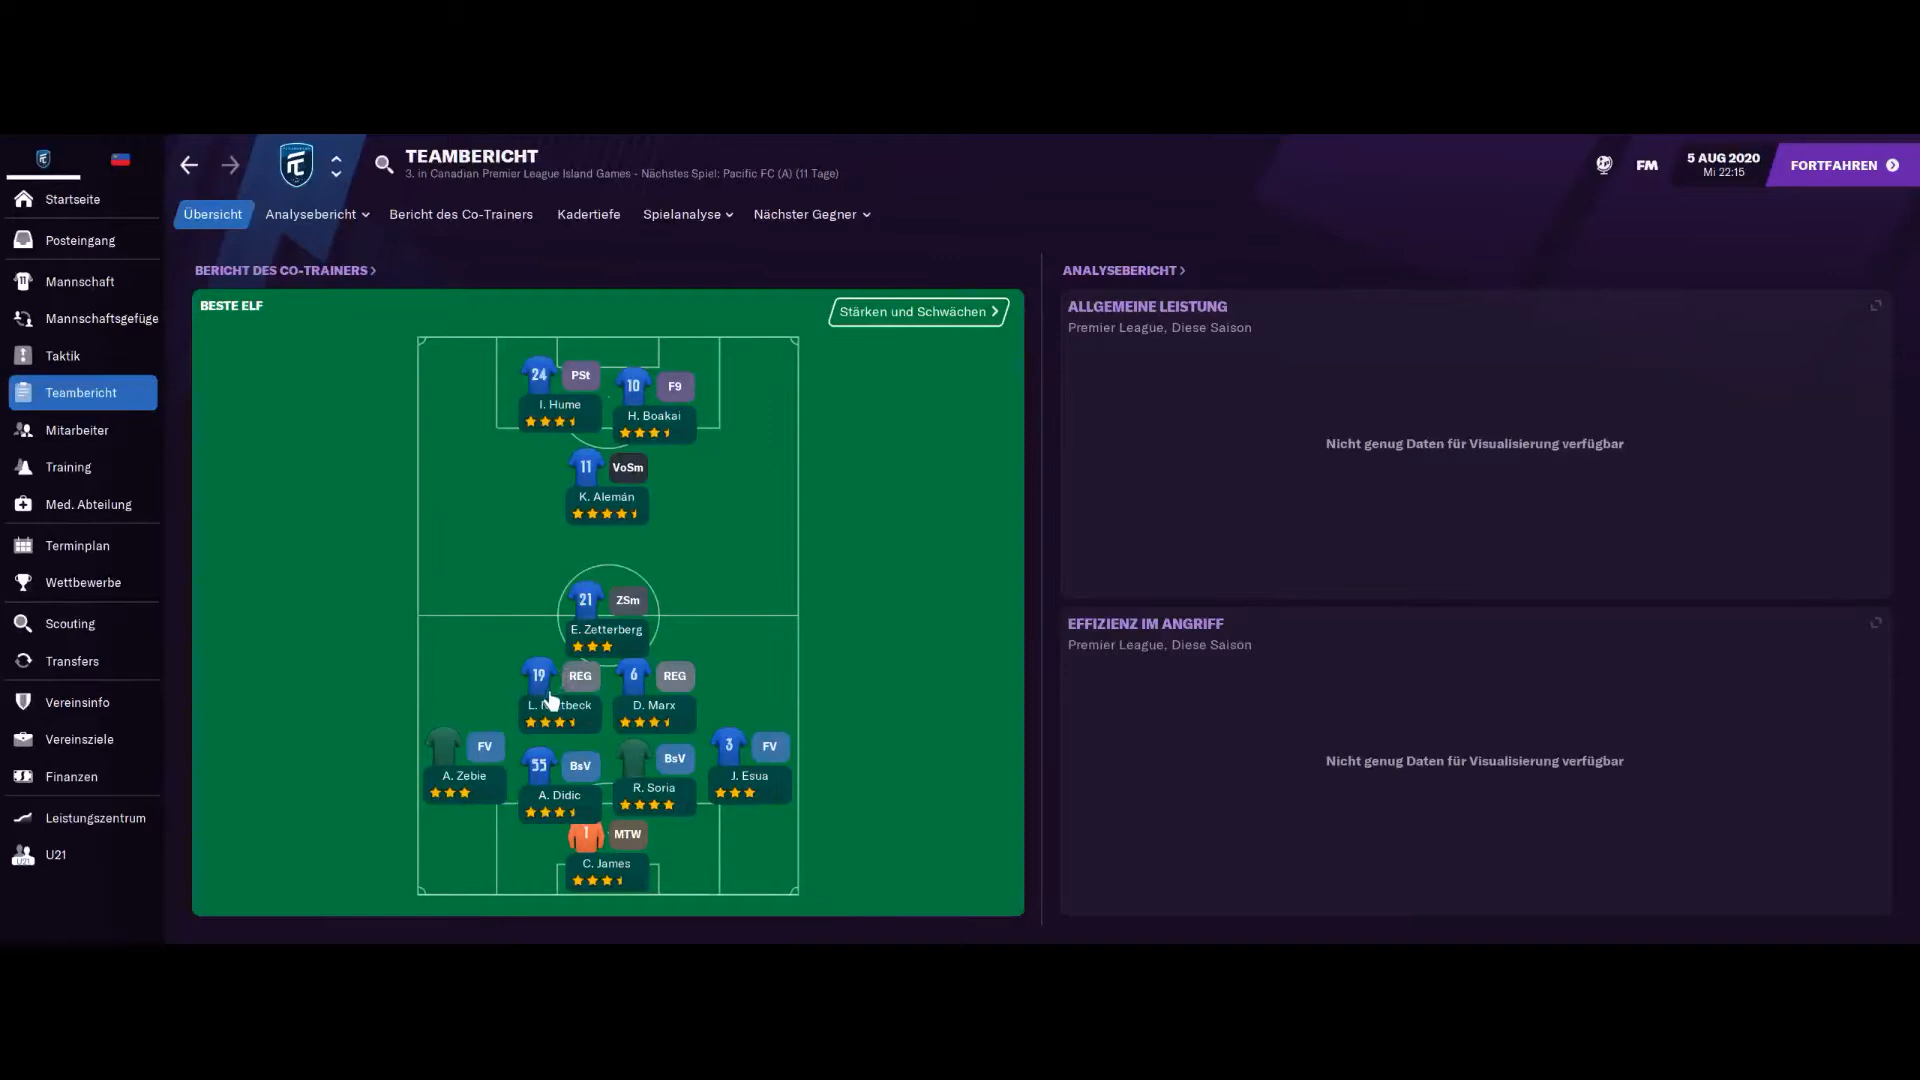 TEAMBERICHT
3. in Canadian Premier League Island Games - Nächstes Spiel: Pacific FC (A) (11 Tage)
FM
5 AUG 2020
Mi 22:15
FORTFAHREN
Startseite
Posteingang
Mannschaft
Mannschaftsgefüge
Taktik
Teambericht
Mitarbeiter
Training
Med. Abteilung
Terminplan
Wettbewerbe
Scouting
Transfers
Vereinsinfo
Vereinsziele
Finanzen
Leistungszentrum
U21
Übersicht
Analysebericht
Bericht des Co-Trainers
Kadertiefe
Spielanalyse
Nächster Gegner
BERICHT DES CO-TRAINERS
BESTE ELF
Stärken und Schwächen
24 PSt
I. Hume
10 F9
H. Boakai
11 VoSm
K. Alemán
21 ZSm
E. Zetterberg
19 REG
6 REG
D. Marx
FV
A. Zebie
55 BsV
A. Didic
BsV
R. Soria
3 FV
J. Esua
1 MTW
C. James
ANALYSEBERICHT
ALLGEMEINE LEISTUNG
Premier League, Diese Saison
Nicht genug Daten für Visualisierung verfügbar
EFFIZIENZ IM ANGRIFF
Premier League, Diese Saison
Nicht genug Daten für Visualisierung verfügbar